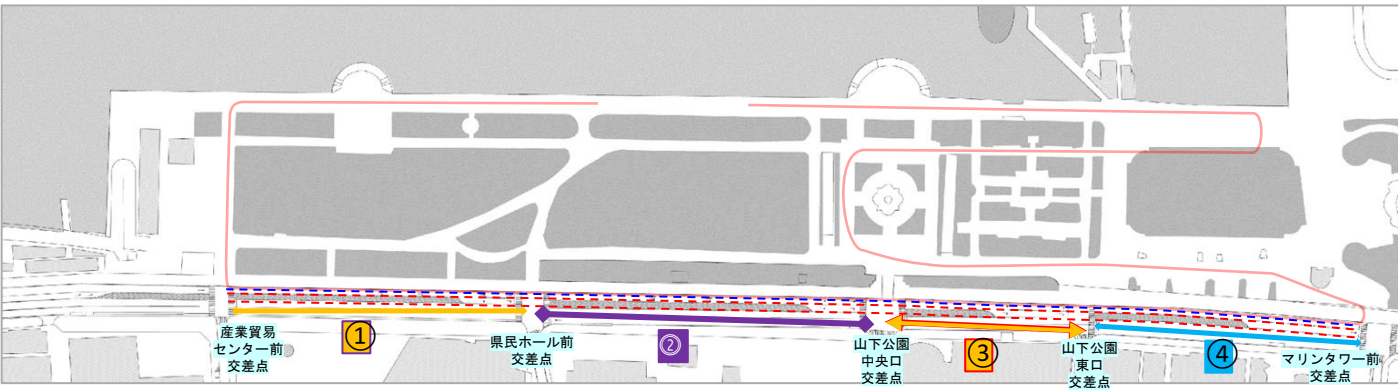 産業貿易
センター前
交差点
①
県民ホール前
交差点
②
山下公園
中央口
交差点
③
山下公園
東口
交差点
④
マリンタワー前
交差点